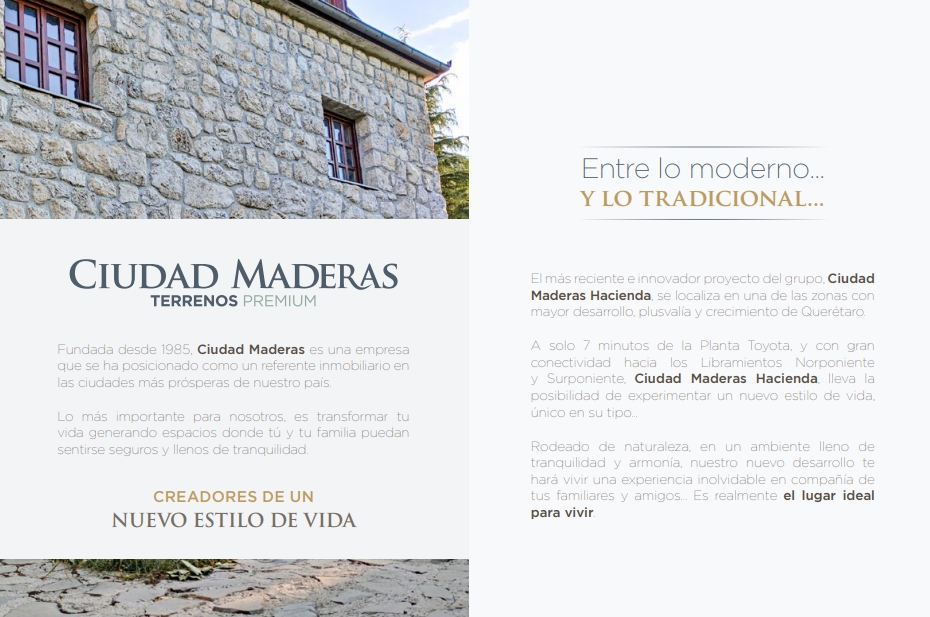 CIUDAD MADERAS
TERRENOS PREMIUM
Fundada desde 1985, Ciudad Maderas es una empresa
que se ha posicionado como un referente inmobiliario en
las ciudades más prósperas de nuestro país.
Lo más importante para nosotros, es transformar tu
vida generando espacios donde tú y tu familia puedan
sentirse seguros y llenos de tranquilidad.
CREADORES DE UN
NUEVO ESTILO DE VIDA
Entre lo moderno...
Y LO TRADICIONAL...
El más reciente e innovador proyecto del grupo, Ciudad
Maderas Hacienda, se localiza en una de las zonas con
mayor desarrollo, plusvalía y crecimiento de Querétaro.
A solo 7 minutos de la Planta Toyota, y con gran
conectividad hacia los Libramientos Norponiente
y Surponiente, Ciudad Maderas Hacienda, lleva la
posibilidad de experimentar un nuevo estilo de vida,
único en su tipo...
Rodeado de naturaleza, en un ambiente lleno de
tranquilidad y armonía, nuestro nuevo desarrollo te
hará vivir una experiencia inolvidable en compañía de
tus familiares y amigos... Es realmente el lugar ideal
para vivir.